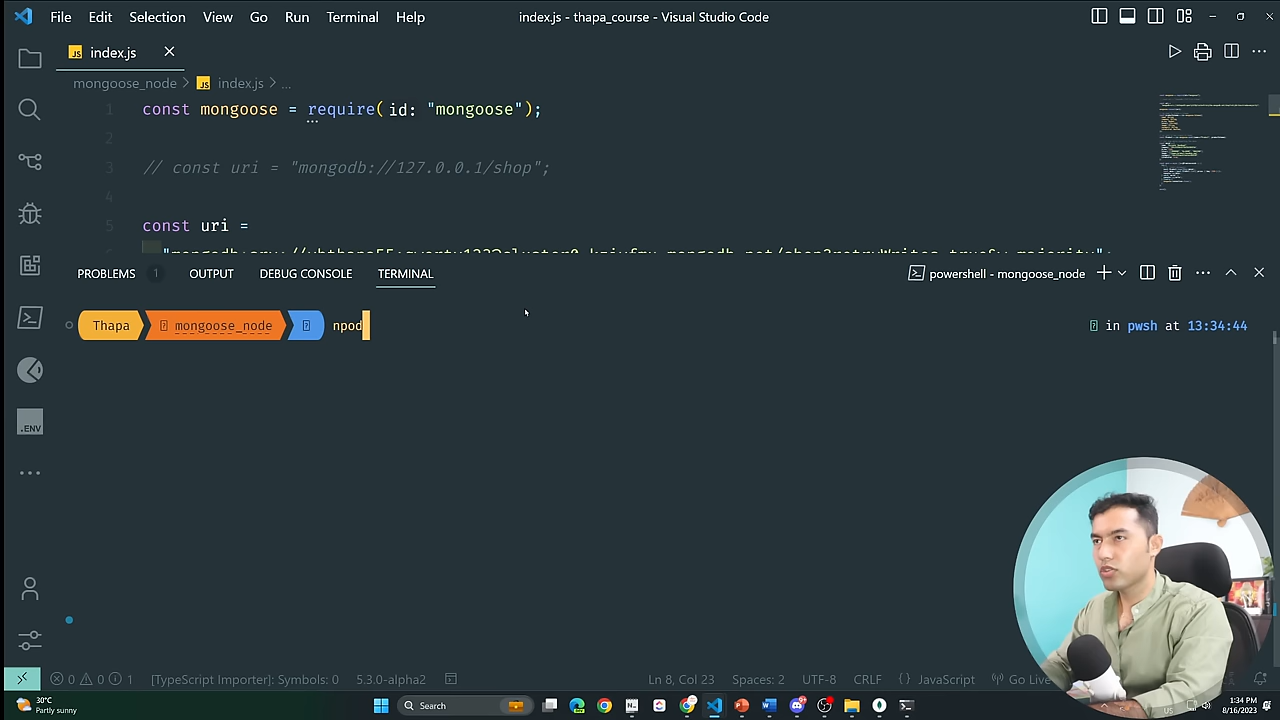 File Edit Selection View Go Run Terminal Help
index.js - thapa_course - Visual Studio Code
JS index.js
mongoose_node > JS index.js > ...
1 const mongoose = require( id: "mongoose");
2
3 // const uri = "mongodb://127.0.0.1/shop";
4
5 const uri =
PROBLEMS 1 OUTPUT DEBUG CONSOLE TERMINAL
powershell - mongoose_node
Thapa mongoose_node npod
in pwsh at 13:34:44
.ENV
0 0 1 [TypeScript Importer]: Symbols: 0 5.3.0-alpha2
Ln 8, Col 23 Spaces: 2 UTF-8 CRLF { } JavaScript Go Live
30°C
Partly sunny
Search
US
1:34 PM
8/16/2023